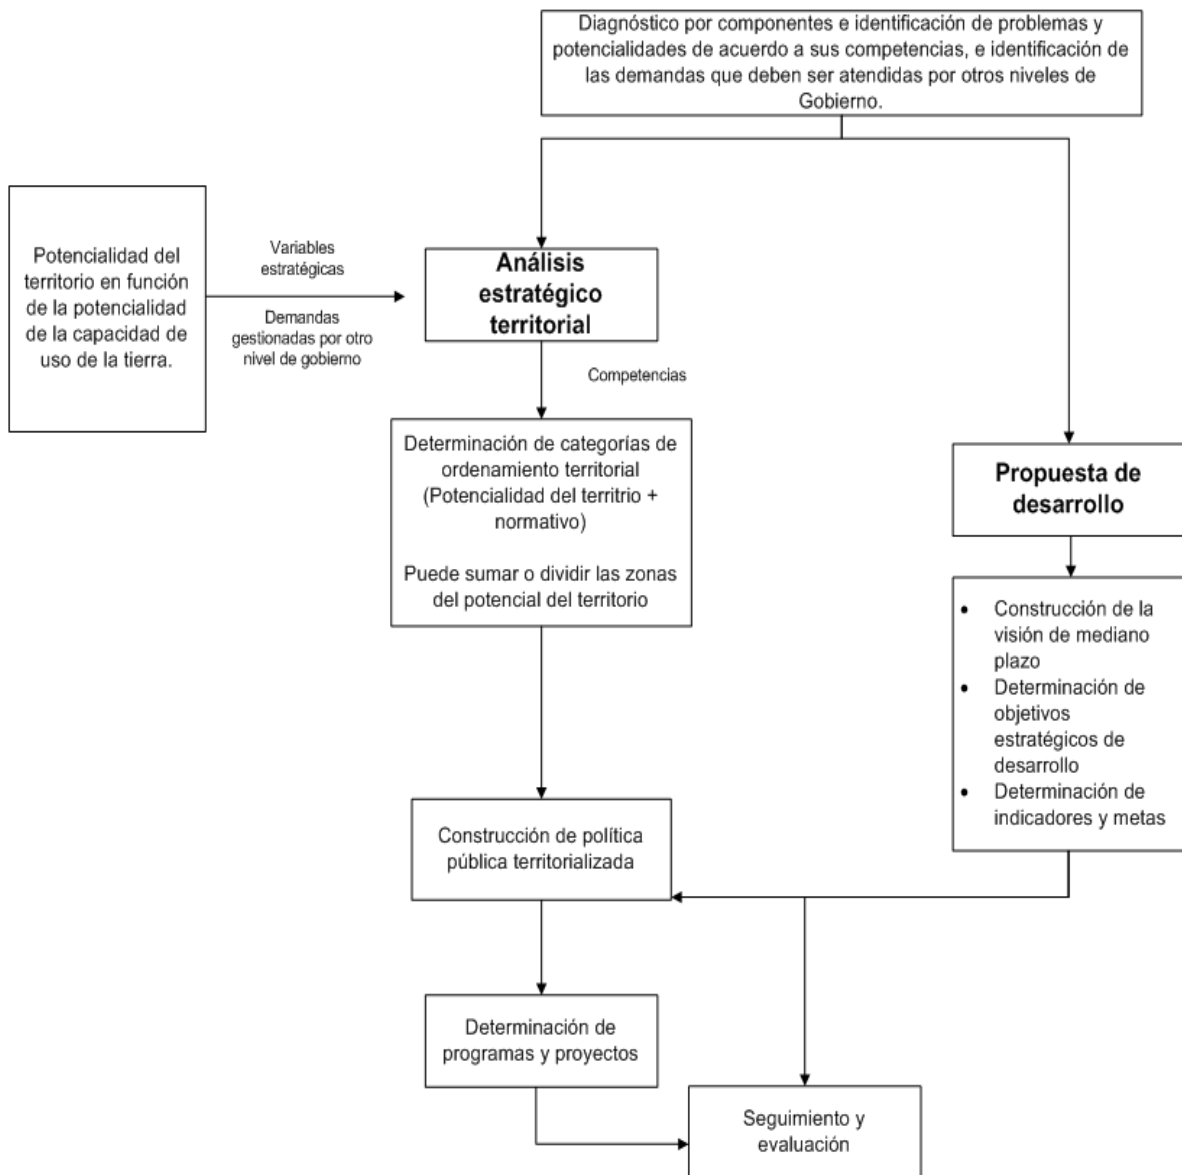 Diagnóstico por componentes e identificación de problemas y
potencialidades de acuerdo a sus competencias, e identificación de
las demandas que deben ser atendidas por otros niveles de
Gobierno.
Potencialidad del
territorio en función
de la potencialidad
de la capacidad de
uso de la tierra.
Variables
estratégicas
Demandas
gestionadas por otro
nivel de gobierno
Análisis
estratégico
territorial
Competencias
Determinación de categorías de
ordenamiento territorial
(Potencialidad del territrio +
normativo)
Puede sumar o dividir las zonas
del potencial del territorio
Propuesta de
desarrollo
• Construcción de la
visión de mediano
plazo
• Determinación de
objetivos
estratégicos de
desarrollo
• Determinación de
indicadores y metas
Construcción de política
pública territorializada
Determinación de
programas y proyectos
Seguimiento y
evaluación